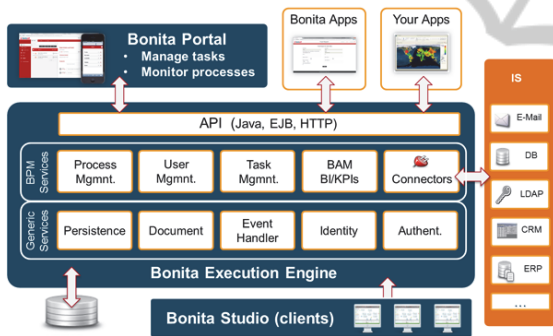 Bonita Portal
• Manage tasks
• Monitor processes
Bonita Apps
Your Apps
IS
E-Mail
DB
LDAP
CRM
ERP
...
API (Java, EJB, HTTP)
BPM
Services
Process
Mgmnt.
User
Mgmnt.
Task
Mgmnt.
BAM
BI/KPIs
Connectors
Generic
Services
Persistence
Document
Event
Handler
Identity
Authent.
Bonita Execution Engine
Bonita Studio (clients)